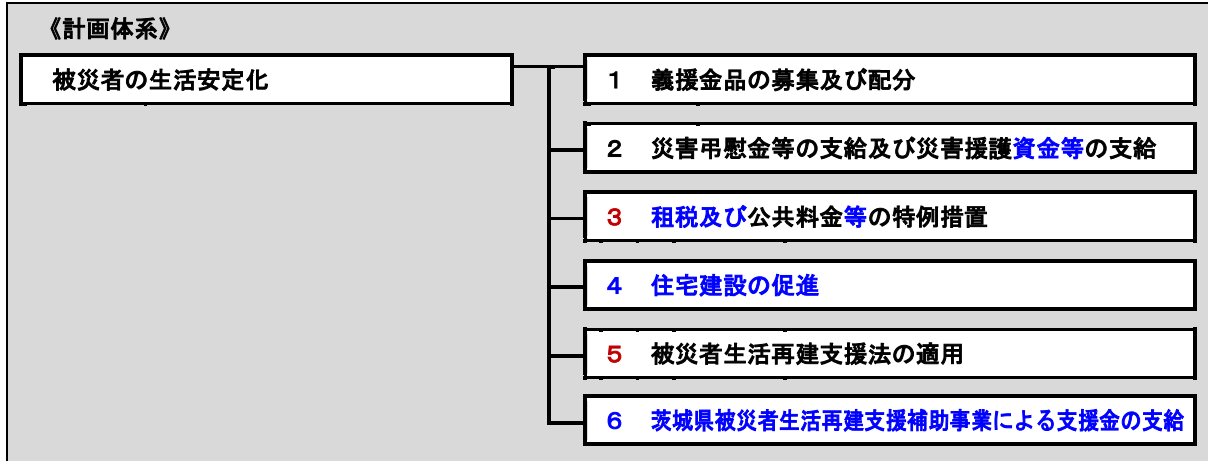 《計画体系》
被災者の生活安定化
１　義援金品の募集及び配分
２　災害弔慰金等の支給及び災害援護資金等の支給
３　租税及び公共料金等の特例措置
４　住宅建設の促進
５　被災者生活再建支援法の適用
６　茨城県被災者生活再建支援補助事業による支援金の支給